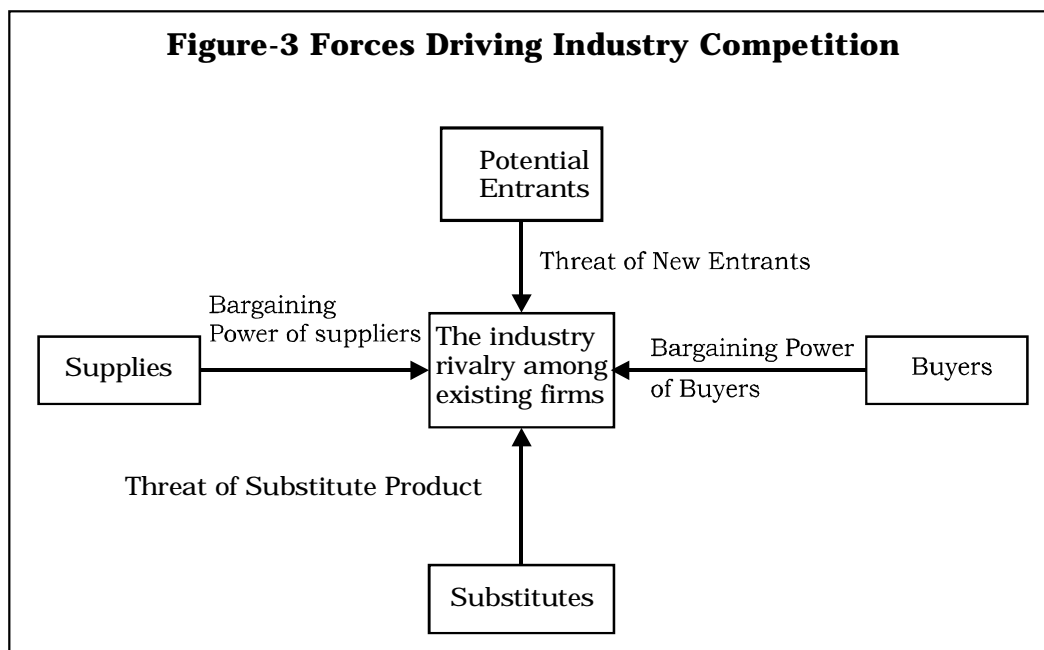 Figure-3 Forces Driving Industry Competition
Potential
Entrants
Threat of New Entrants
Bargaining
Power of suppliers
Supplies
The industry
rivalry among
existing firms
Bargaining Power
of Buyers
Buyers
Threat of Substitute Product
Substitutes